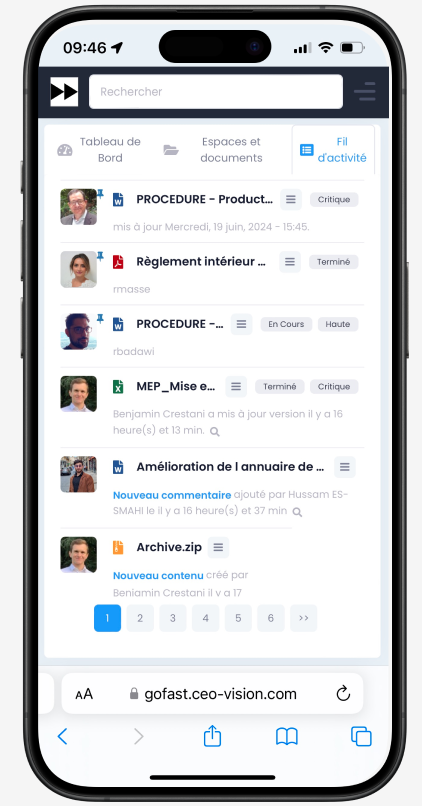 09:46
Rechercher
Tableau de
Bord
Espaces et
documents
Fil
d'activité
PROCEDURE - Product... Critique
mis à jour Mercredi, 19 juin, 2024 - 15:45.
Règlement intérieur ... Terminé
rmasse
PROCEDURE -... En Cours Haute
rbadawi
MEP_Mise e... Terminé Critique
Benjamin Crestani a mis à jour version il y a 16
heure(s) et 13 min.
Amélioration de l annuaire de ...
Nouveau commentaire ajouté par Hussam ES-
SMAHI le il y a 16 heure(s) et 37 min
Archive.zip
Nouveau contenu créé par
Benjamin Crestani il y a 17
1 2 3 4 5 6 >>
AA gofast.ceo-vision.com